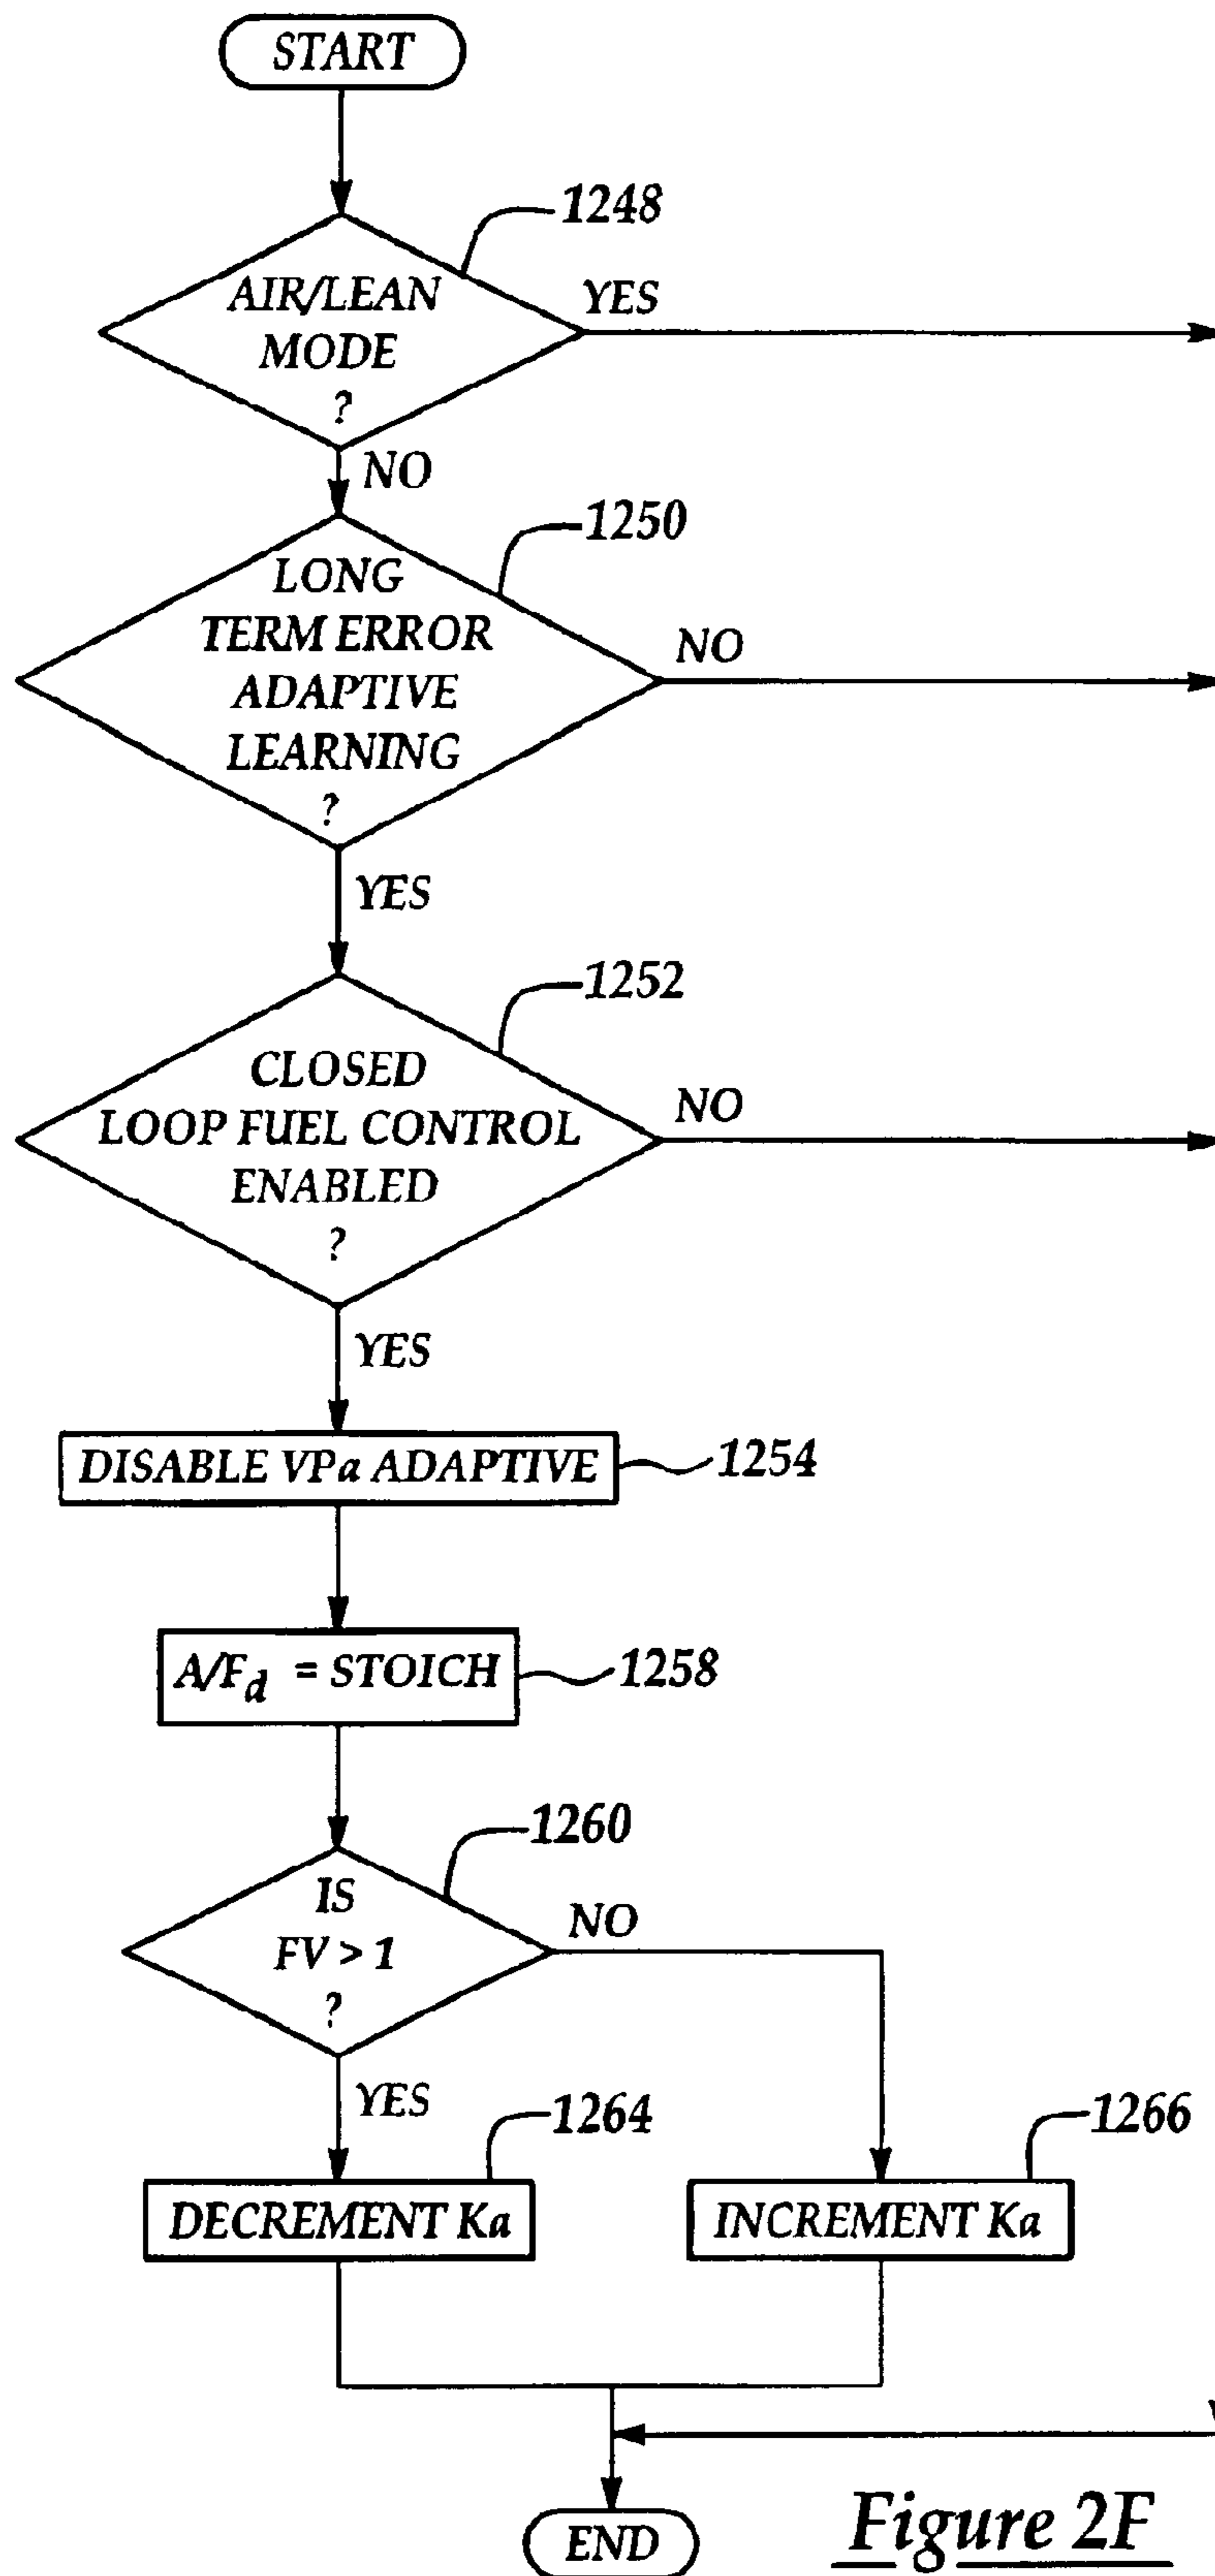 START
1248
AIR/LEAN
MODE
?
YES
NO
1250
LONG
TERM ERROR
ADAPTIVE
LEARNING
?
NO
YES
1252
CLOSED
LOOP FUEL CONTROL
ENABLED
?
NO
YES
DISABLE VPa ADAPTIVE
1254
A/Fd = STOICH
1258
1260
IS
FV > 1
?
NO
YES
1264
1266
DECREMENT Ka
INCREMENT Ka
END
Figure 2F